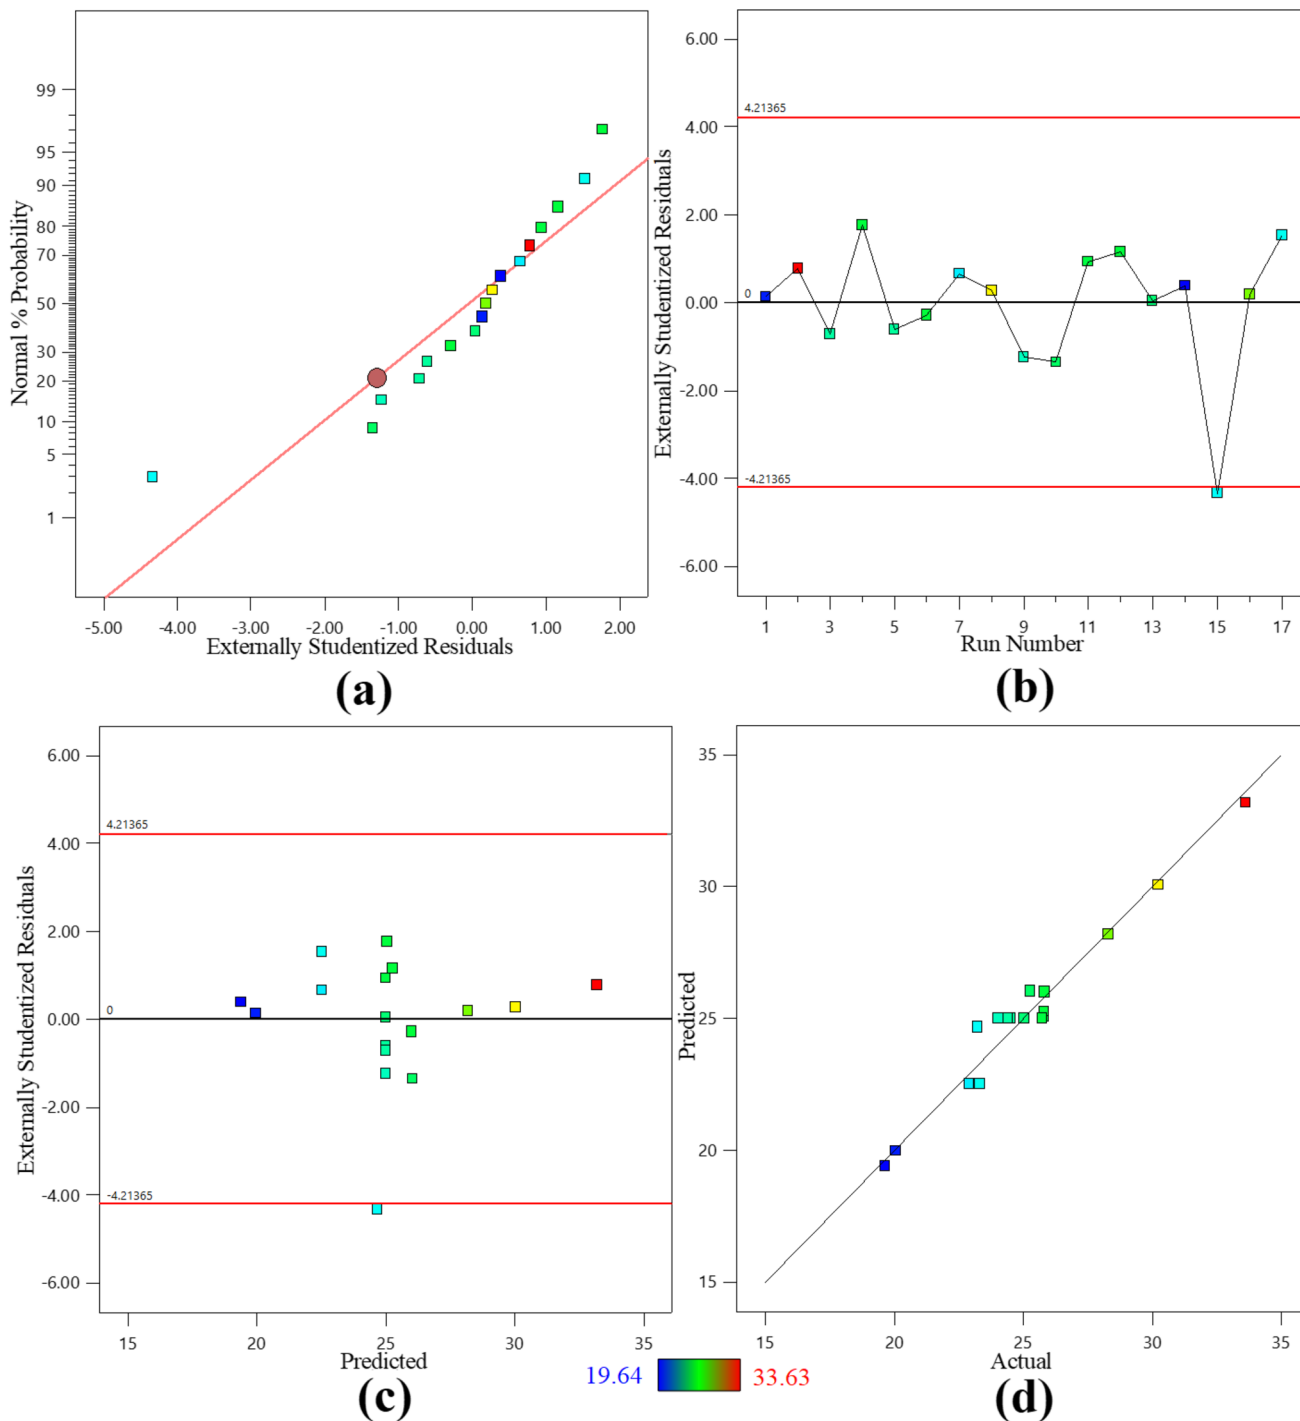 99
95
90
80
70
50
30
20
10
5
1
Normal % Probability
-5.00 -4.00 -3.00 -2.00 -1.00 0.00 1.00 2.00
Externally Studentized Residuals
(a)
6.00
4.21365
4.00
2.00
0
0.00
-2.00
-4.00
-4.21365
-6.00
Externally Studentized Residuals
1 3 5 7 9 11 13 15 17
Run Number
(b)
6.00
4.21365
4.00
2.00
0
0.00
-2.00
-4.00
-4.21365
-6.00
Externally Studentized Residuals
15 20 25 30 35
Predicted
(c)
35
30
25
20
15
Predicted
15 20 25 30 35
Actual
(d)
19.64 33.63